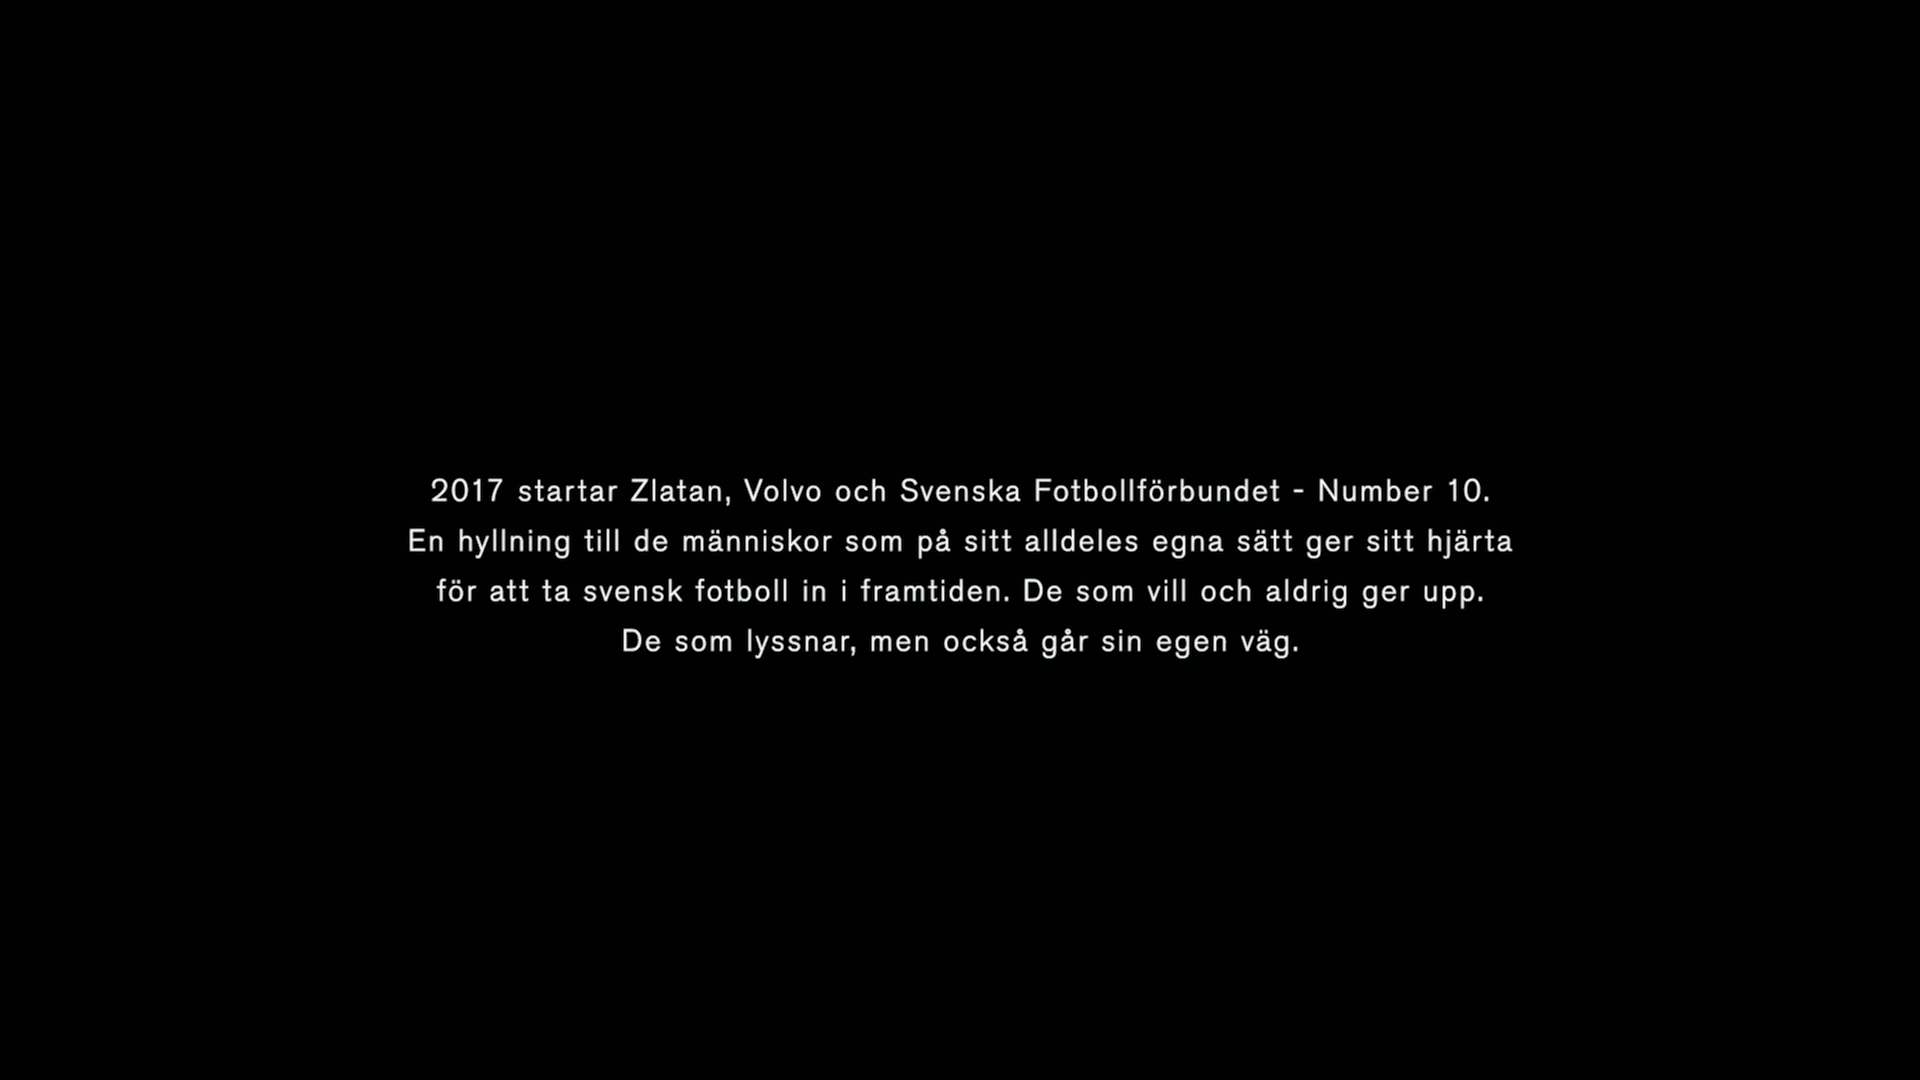 2017 startar Zlatan, Volvo och Svenska Fotbollförbundet - Number 10.
En hyllning till de människor som på sitt alldeles egna sätt ger sitt hjärta
för att ta svensk fotboll in i framtiden. De som vill och aldrig ger upp.
De som lyssnar, men också går sin egen väg.